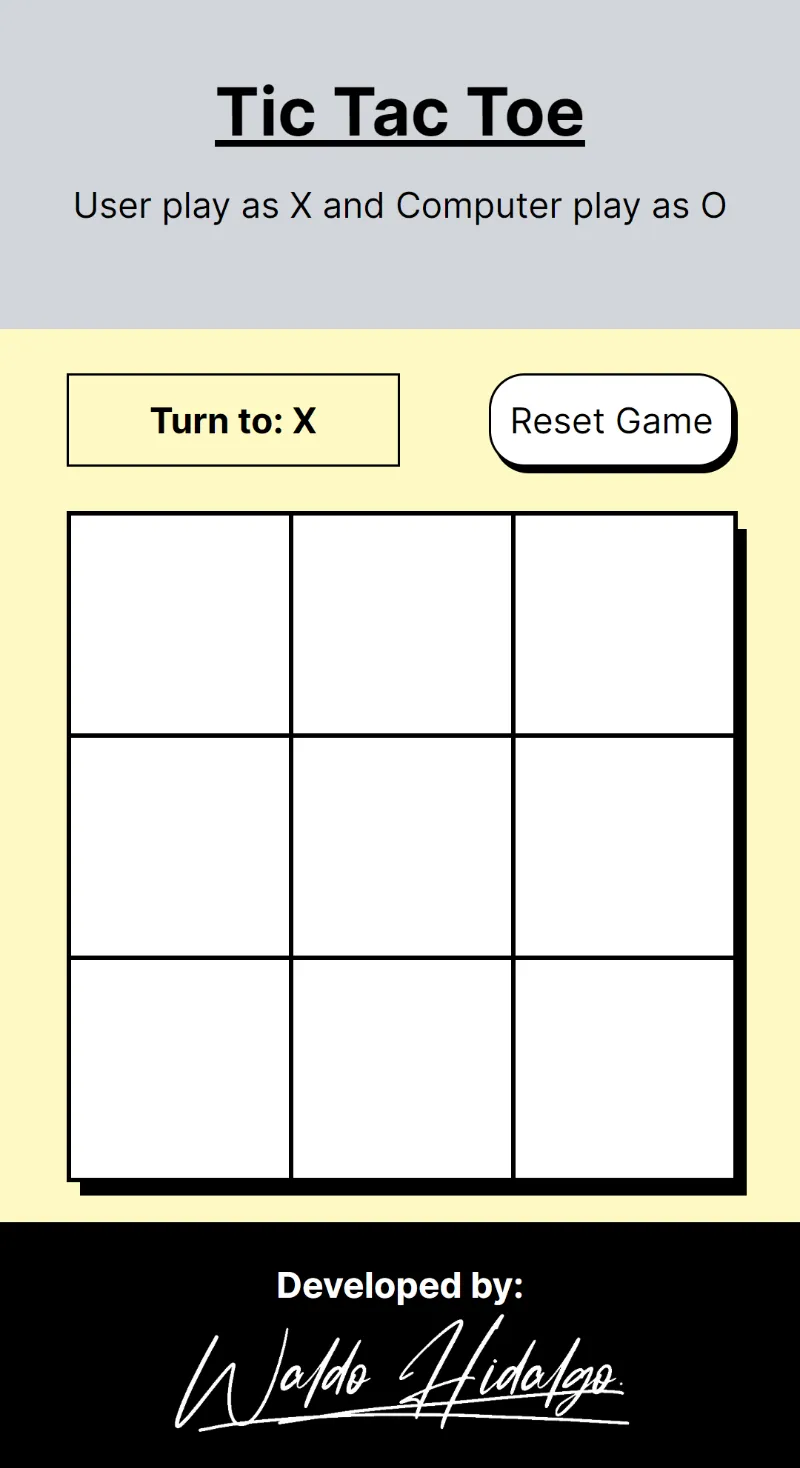 Tic Tac Toe
User play as X and Computer play as O
Turn to: X
Reset Game
Developed by:
Waldo Hidalgo.